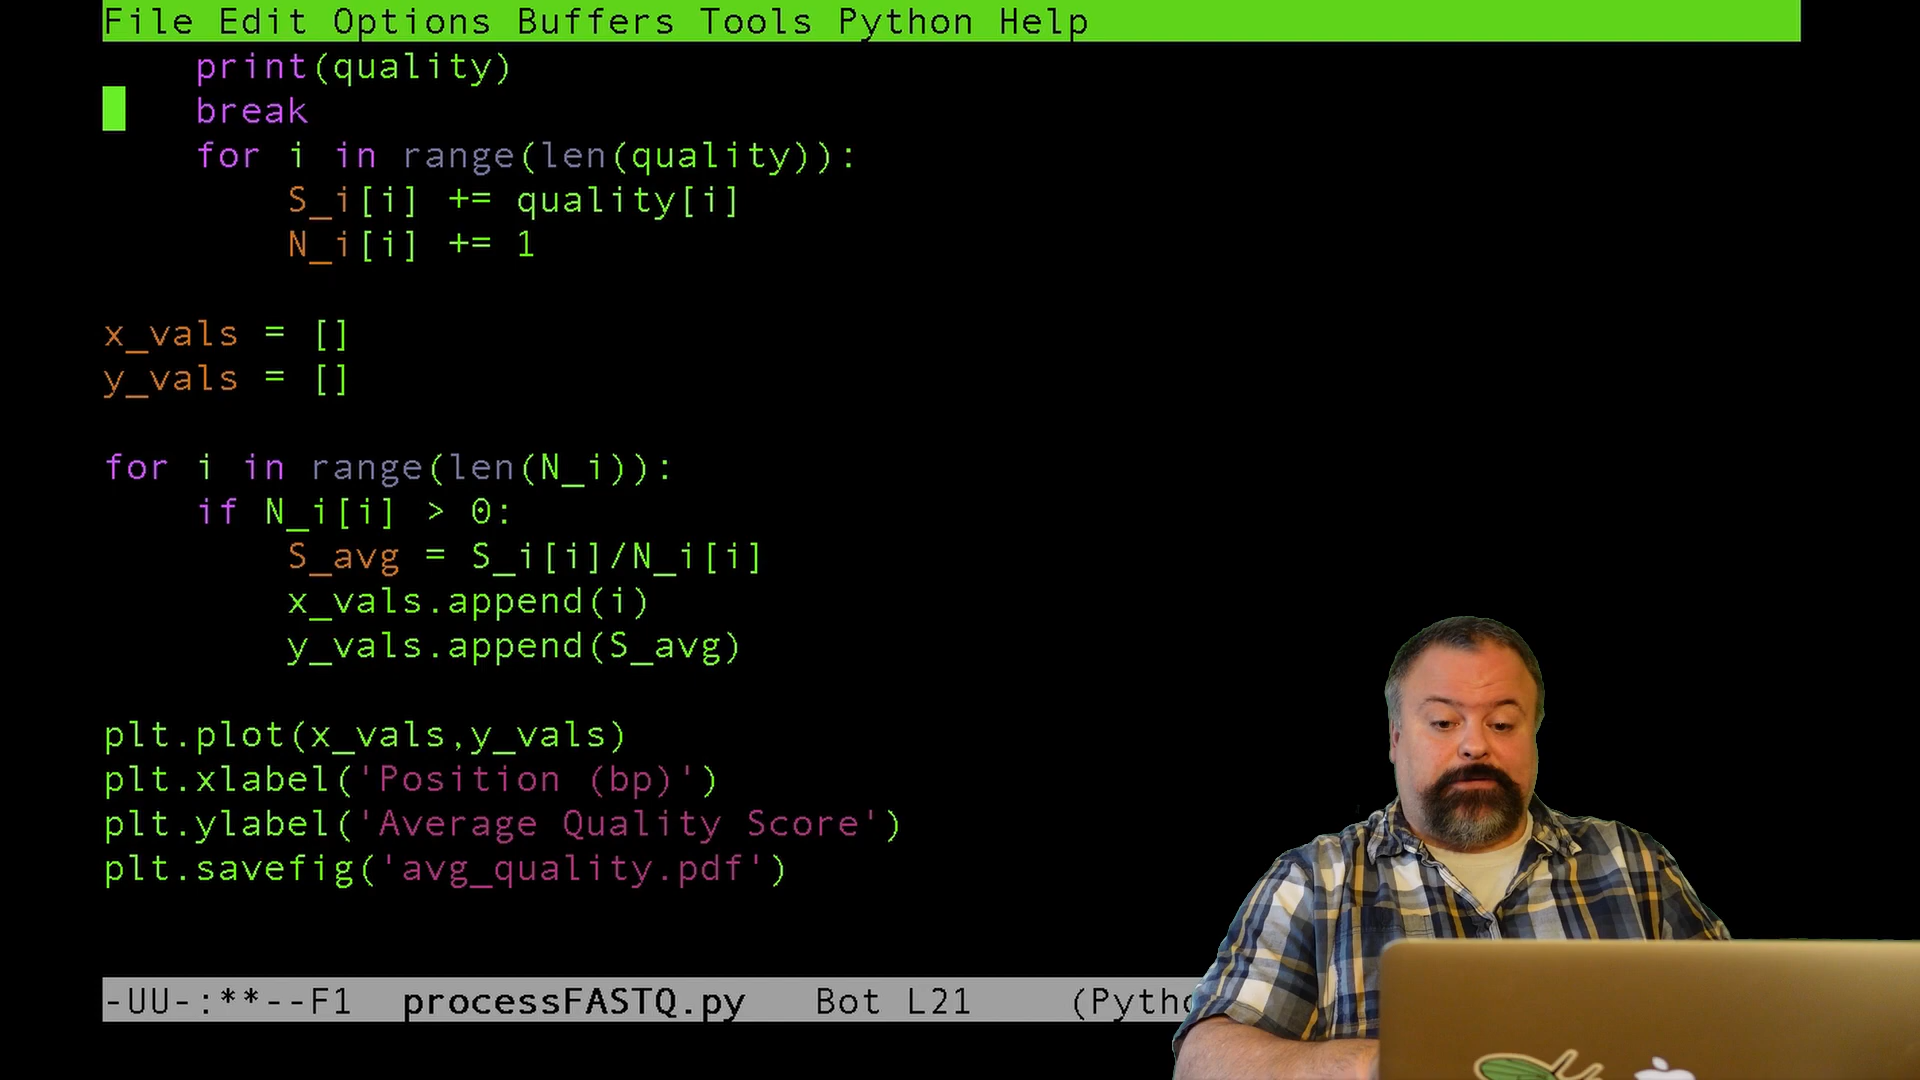 File Edit Options Buffers Tools Python Help
print(quality)
break
for i in range(len(quality)):
S_i[i] += quality[i]
N_i[i] += 1
x_vals = []
y_vals = []
for i in range(len(N_i)):
if N_i[i] > 0:
S_avg = S_i[i]/N_i[i]
x_vals.append(i)
y_vals.append(S_avg)
plt.plot(x_vals,y_vals)
plt.xlabel('Position (bp)')
plt.ylabel('Average Quality Score')
plt.savefig('avg_quality.pdf')
-UU-:**--F1 processFASTQ.py Bot L21 (Pytho